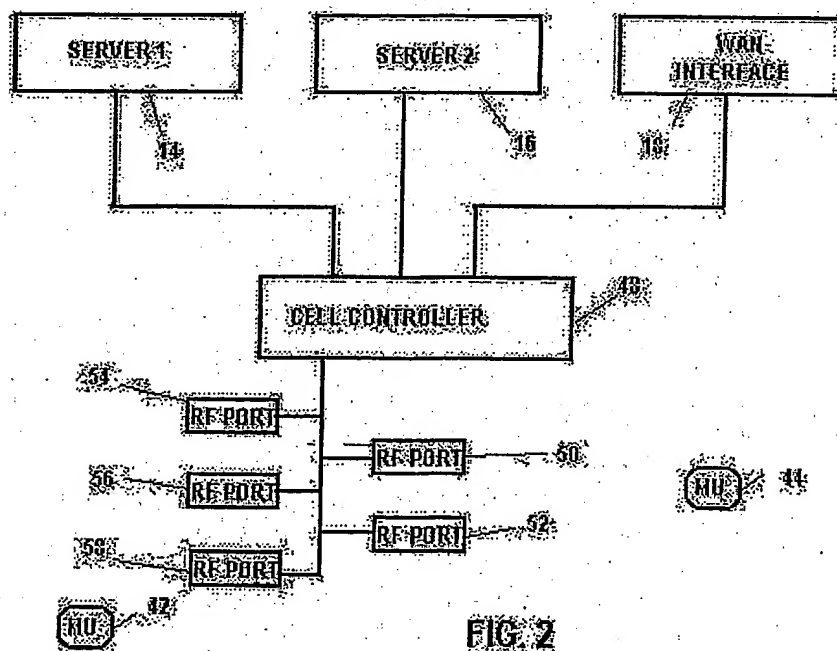 SERVER 1
SERVER 2
WAN
INTERFACE
14
16
18
CELL CONTROLLER
48
54
RF PORT
RF PORT
50
56
RF PORT
MU
44
RF PORT
52
58
RF PORT
MU
42
FIG. 2